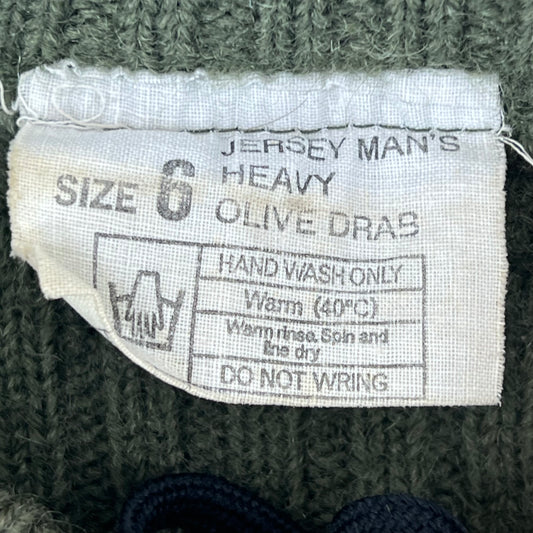 JERSEY MAN'S
SIZE 6 HEAVY
OLIVE DRAB
HAND WASH ONLY
Warm (40°C)
Warm rinse. Spin and
line dry
DO NOT WRING